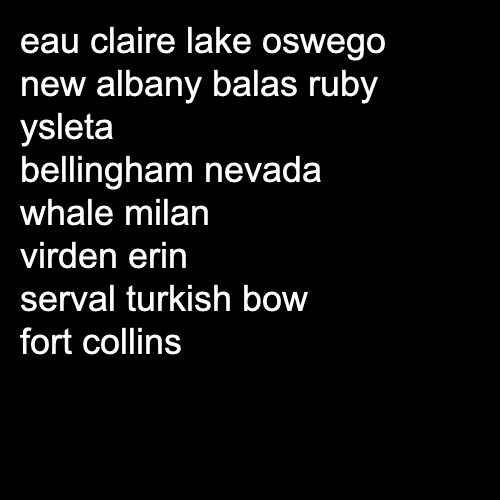 eau claire lake oswego
new albany balas ruby
ysleta
bellingham nevada
whale milan
virden erin
serval turkish bow
fort collins